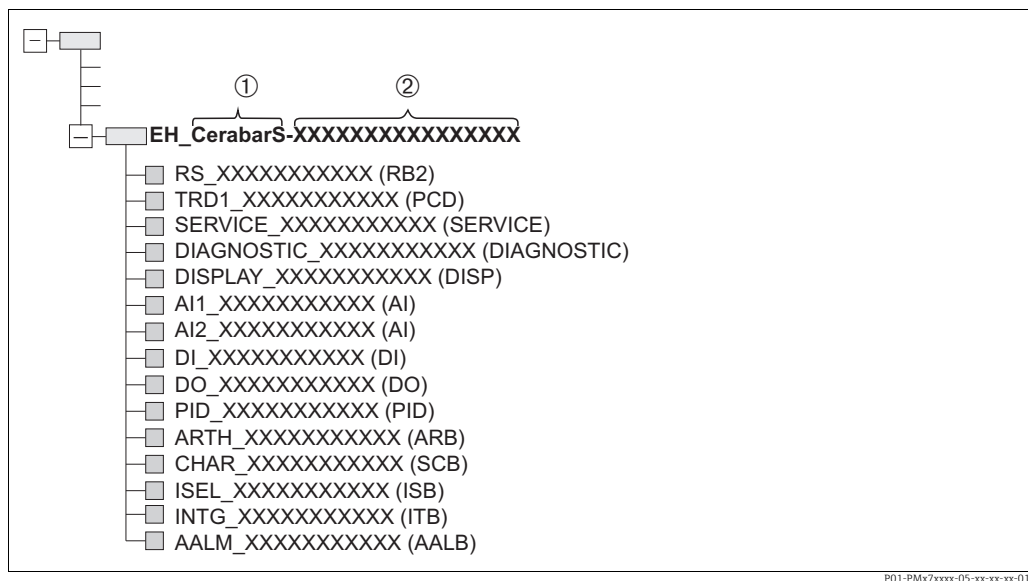 ① ②
EH_CerabarS-XXXXXXXXXXXXXXXX
RS_XXXXXXXXXXX (RB2)
TRD1_XXXXXXXXXXX (PCD)
SERVICE_XXXXXXXXXXX (SERVICE)
DIAGNOSTIC_XXXXXXXXXXX (DIAGNOSTIC)
DISPLAY_XXXXXXXXXXX (DISP)
AI1_XXXXXXXXXXX (AI)
AI2_XXXXXXXXXXX (AI)
DI_XXXXXXXXXXX (DI)
DO_XXXXXXXXXXX (DO)
PID_XXXXXXXXXXX (PID)
ARTH_XXXXXXXXXXX (ARB)
CHAR_XXXXXXXXXXX (SCB)
ISEL_XXXXXXXXXXX (ISB)
INTG_XXXXXXXXXXX (ITB)
AALM_XXXXXXXXXXX (AALB)
P01-PMx7xxxx-05-xx-xx-xx-01